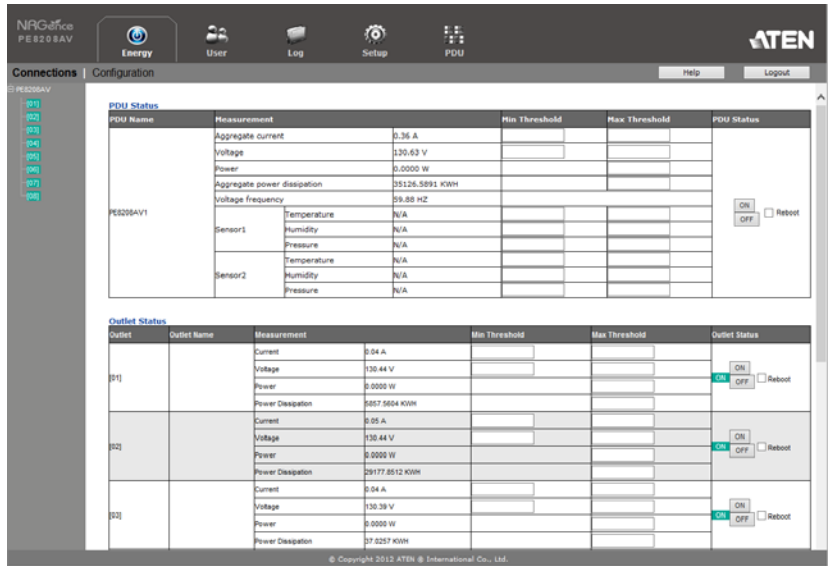 NRGence
PE8208AV
Energy
User
Log
Setup
PDU
ATEN
Connections | Configuration
Help
Logout
PE8208AV
[01]
[02]
[03]
[04]
[05]
[06]
[07]
[08]
PDU Status
PDU Name Measurement Min Threshold Max Threshold PDU Status
PE8208AV1
Aggregate current 0.36 A
Voltage 130.63 V
Power 0.0000 W
Aggregate power dissipation 35126.5891 KWH
Voltage frequency 59.88 HZ
Sensor1
Temperature N/A
Humidity N/A
Pressure N/A
Sensor2
Temperature N/A
Humidity N/A
Pressure N/A
ON
OFF
Reboot
Outlet Status
Outlet Outlet Name Measurement Min Threshold Max Threshold Outlet Status
[01]
Current 0.04 A
Voltage 130.44 V
Power 0.0000 W
Power Dissipation 5857.5604 KWH
ON
ON
OFF
Reboot
[02]
Current 0.05 A
Voltage 130.44 V
Power 0.0000 W
Power Dissipation 29177.8512 KWH
ON
ON
OFF
Reboot
[03]
Current 0.04 A
Voltage 130.39 V
Power 0.0000 W
Power Dissipation 37.0257 KWH
ON
ON
OFF
Reboot
© Copyright 2012 ATEN ® International Co., Ltd.